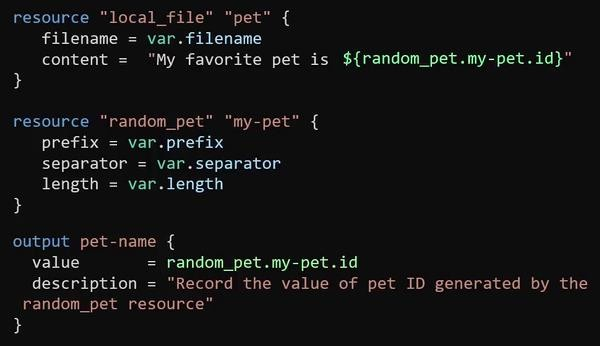 resource "local_file" "pet" {
   filename = var.filename
   content =  "My favorite pet is ${random_pet.my-pet.id}"
}
resource "random_pet" "my-pet" {
   prefix = var.prefix
   separator = var.separator
   length = var.length
}
output pet-name {
  value       = random_pet.my-pet.id
  description = "Record the value of pet ID generated by the
 random_pet resource"
}